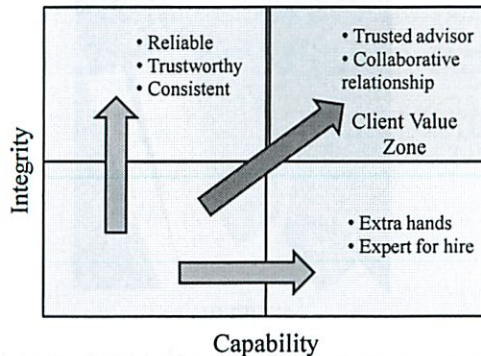 • Reliable
• Trustworthy
• Consistent
• Trusted advisor
• Collaborative
relationship
Client Value
Zone
Integrity
• Extra hands
• Expert for hire
Capability